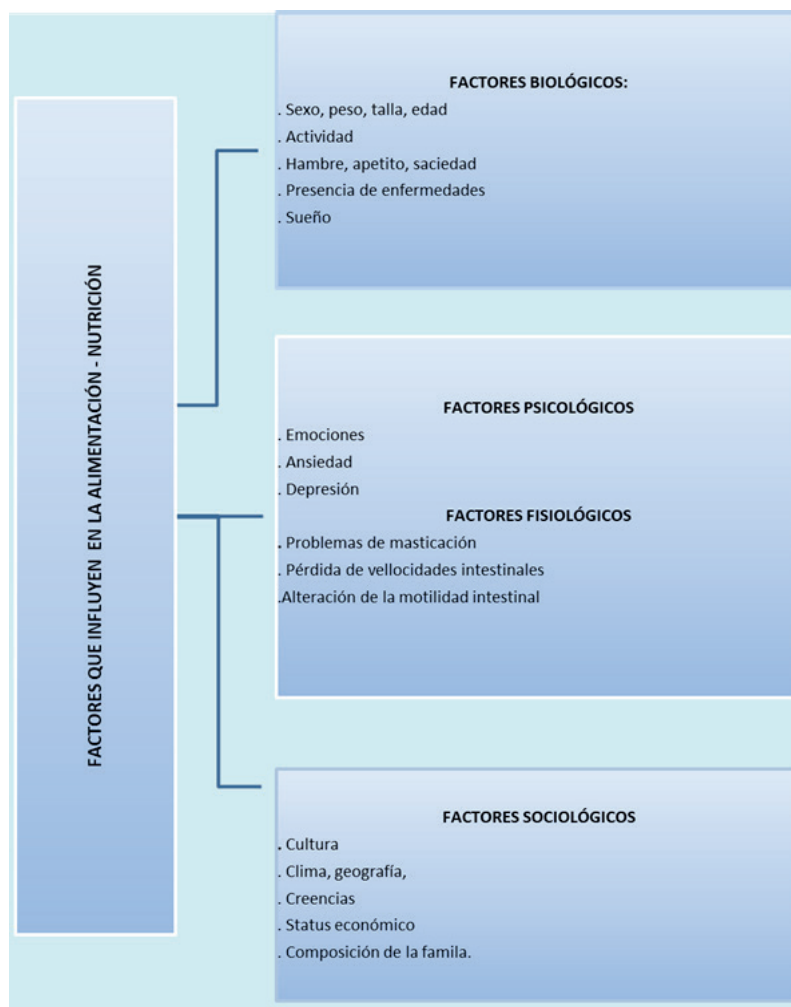 FACTORES QUE INFLUYEN EN LA ALIMENTACIÓN - NUTRICIÓN
FACTORES BIOLÓGICOS:
. Sexo, peso, talla, edad
. Actividad
. Hambre, apetito, saciedad
. Presencia de enfermedades
. Sueño
FACTORES PSICOLÓGICOS
. Emociones
. Ansiedad
. Depresión
FACTORES FISIOLÓGICOS
. Problemas de masticación
. Pérdida de vellocidades intestinales
.Alteración de la motilidad intestinal
FACTORES SOCIOLÓGICOS
. Cultura
. Clima, geografía,
. Creencias
. Status económico
. Composición de la famila.